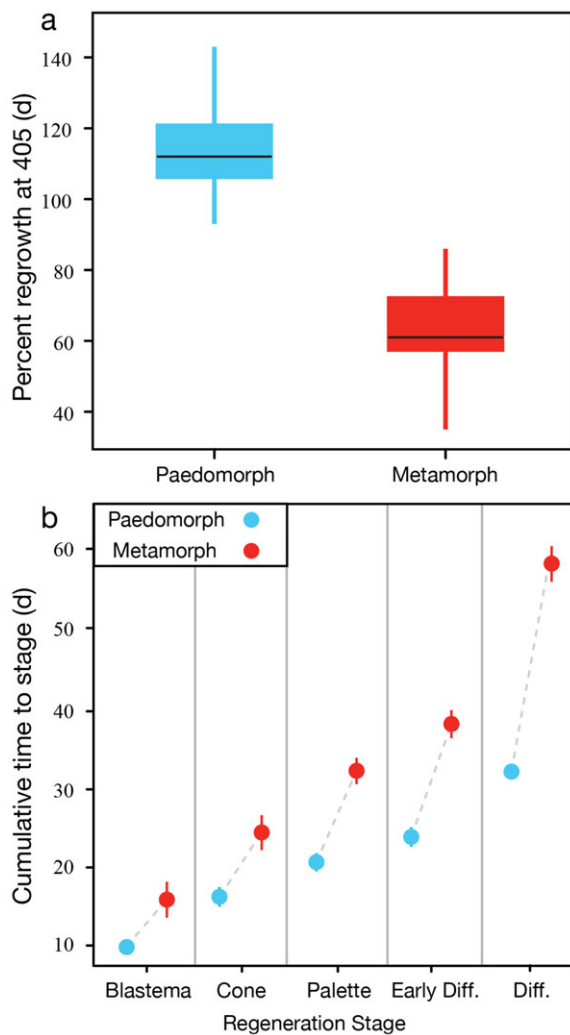 a
Percent regrowth at 405 (d)
140
120
100
80
60
40
Paedomorph Metamorph
b
Paedomorph
Metamorph
Cumulative time to stage (d)
60
50
40
30
20
10
Blastema Cone Palette Early Diff. Diff.
Regeneration Stage